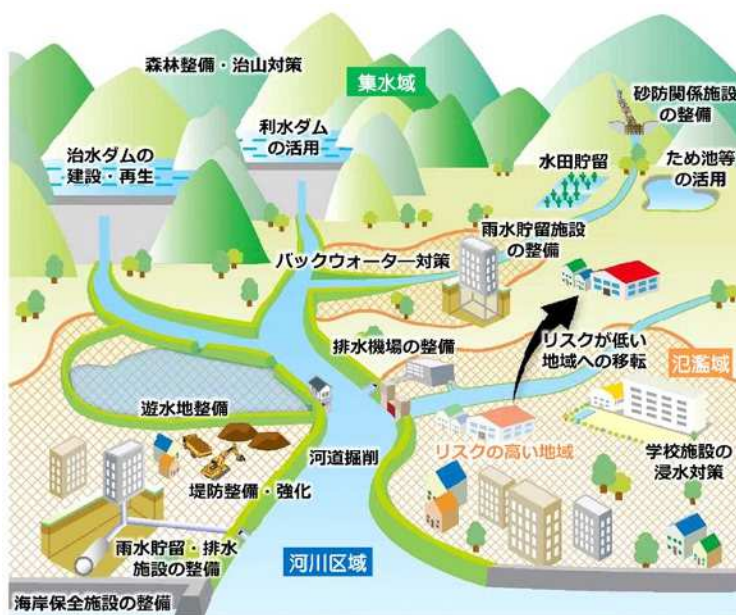 森林整備・治山対策
集水域
砂防関係施設
の整備
治水ダムの
建設・再生
利水ダム
の活用
水田貯留
ため池等
の活用
雨水貯留施設
の整備
バックウォーター対策
排水機場の整備
リスクが低い
地域への移転
氾濫域
遊水地整備
リスクの高い地域
学校施設の
浸水対策
河道掘削
堤防整備・強化
雨水貯留・排水
施設の整備
河川区域
海岸保全施設の整備